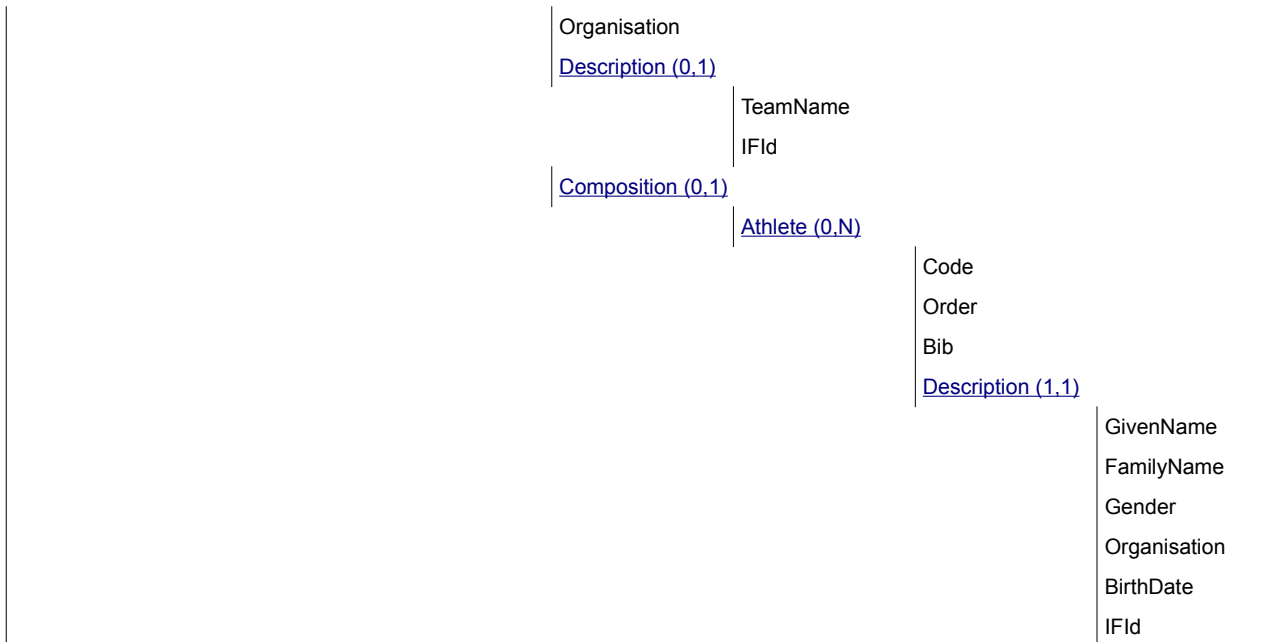 Organisation
Description (0,1)
TeamName
IFId
Composition (0,1)
Athlete (0,N)
Code
Order
Bib
Description (1,1)
GivenName
FamilyName
Gender
Organisation
BirthDate
IFId